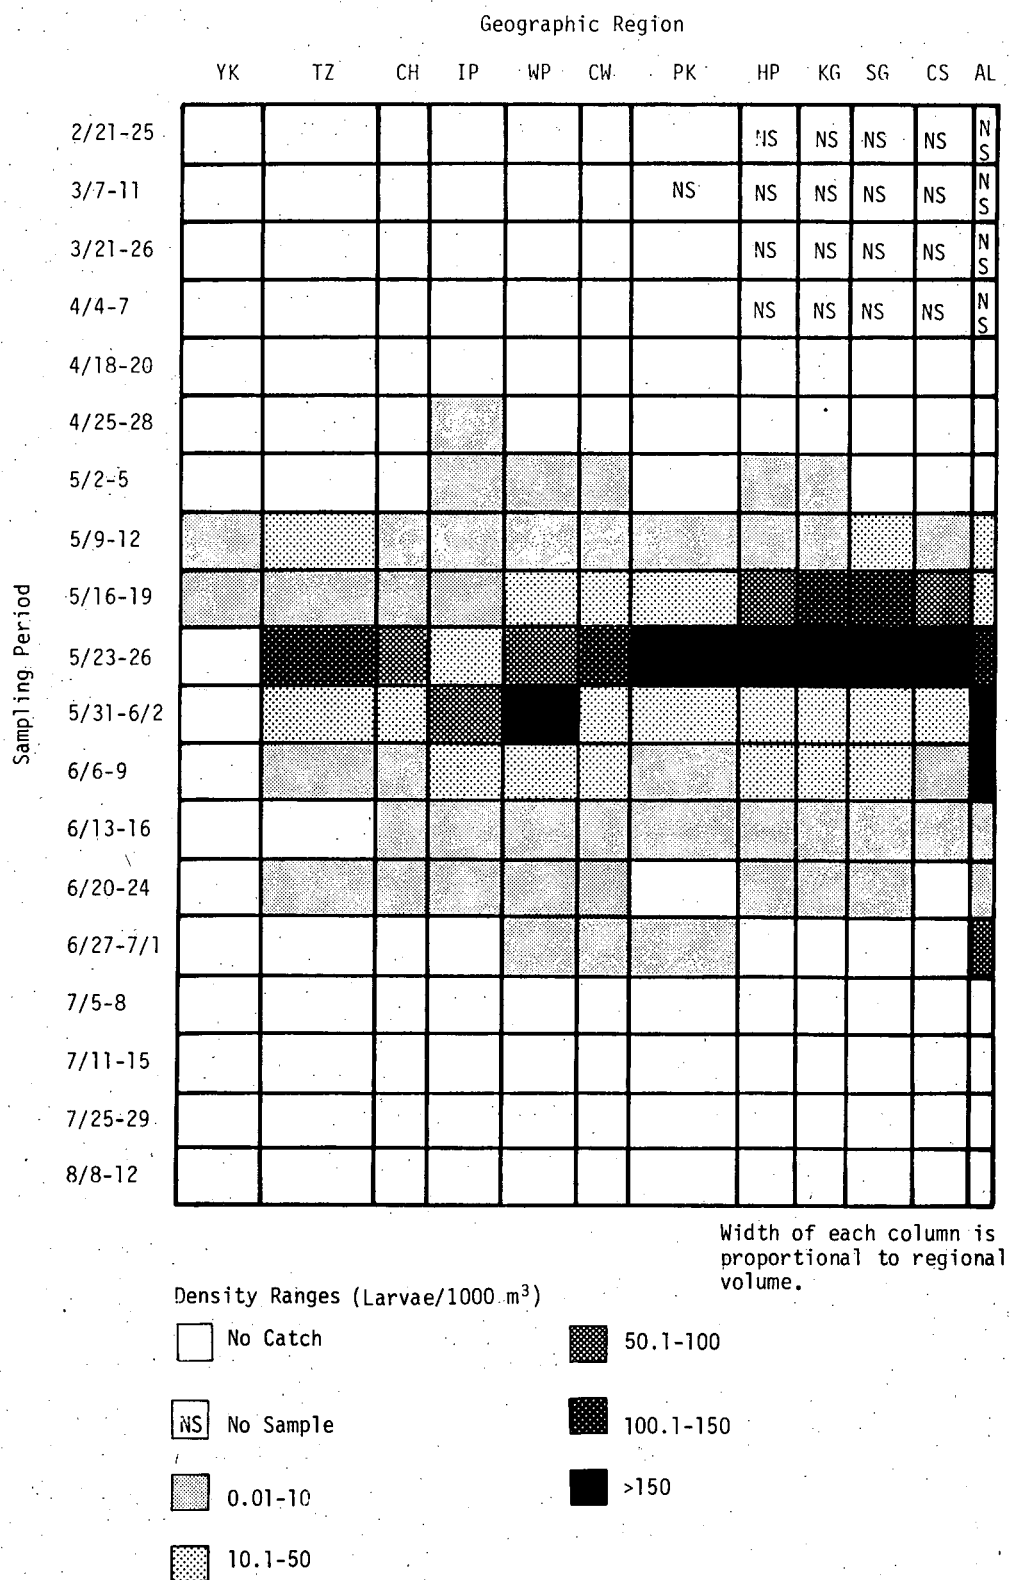 Geographic Region
YK TZ CH IP WP CW PK HP KG SG CS AL
2/21-25 NS NS NS NS NS
3/7-11 NS NS NS NS NS NS
3/21-26 NS NS NS NS NS
4/4-7 NS NS NS NS NS
4/18-20
4/25-28
5/2-5
5/9-12
5/16-19
5/23-26
5/31-6/2
6/6-9
6/13-16
6/20-24
6/27-7/1
7/5-8
7/11-15
7/25-29
8/8-12
Sampling Period
Width of each column is
proportional to regional
volume.
Density Ranges (Larvae/1000 m³)
No Catch
NS No Sample
0.01-10
10.1-50
50.1-100
100.1-150
>150